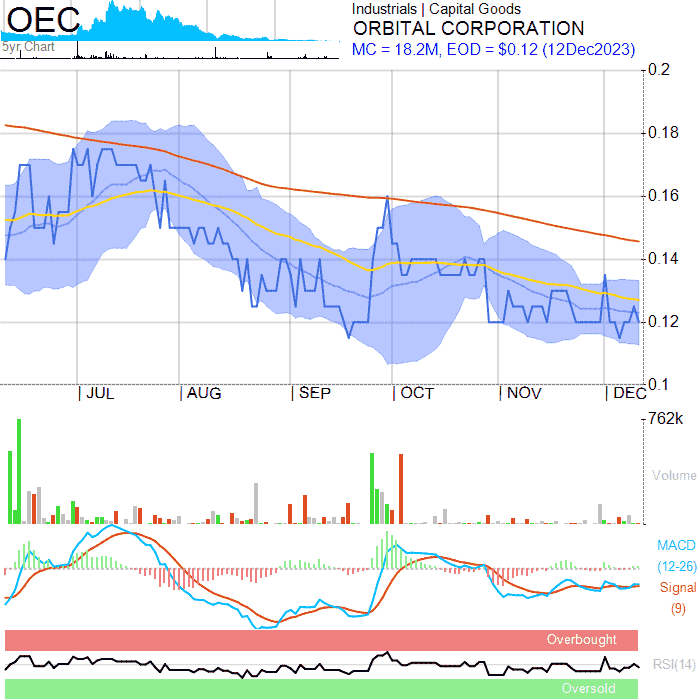 OEC
5yr. Chart
Industrials | Capital Goods
ORBITAL CORPORATION
MC = 18.2M, EOD = $0.12 (12Dec2023)
0.2
0.18
0.16
0.14
0.12
0.1
| JUL | AUG | SEP | OCT | NOV | DEC
762k
Volume
MACD
(12-26)
Signal
(9)
Overbought
RSI(14)
Oversold